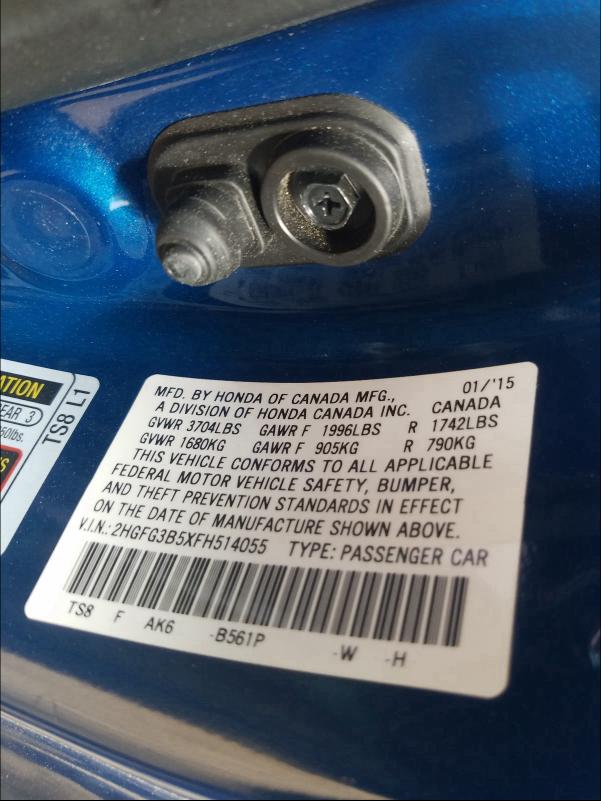 MFD. BY HONDA OF CANADA MFG., 01/'15
A DIVISION OF HONDA CANADA INC. CANADA
GVWR 3704LBS GAWR F 1996LBS R 1742LBS
GVWR 1680KG GAWR F 905KG R 790KG
THIS VEHICLE CONFORMS TO ALL APPLICABLE
FEDERAL MOTOR VEHICLE SAFETY, BUMPER,
AND THEFT PREVENTION STANDARDS IN EFFECT
ON THE DATE OF MANUFACTURE SHOWN ABOVE.
V.I.N.: 2HGFG3B5XFH514055 TYPE: PASSENGER CAR
TS8 F AK6 -B561P -W -H
TS8 L1